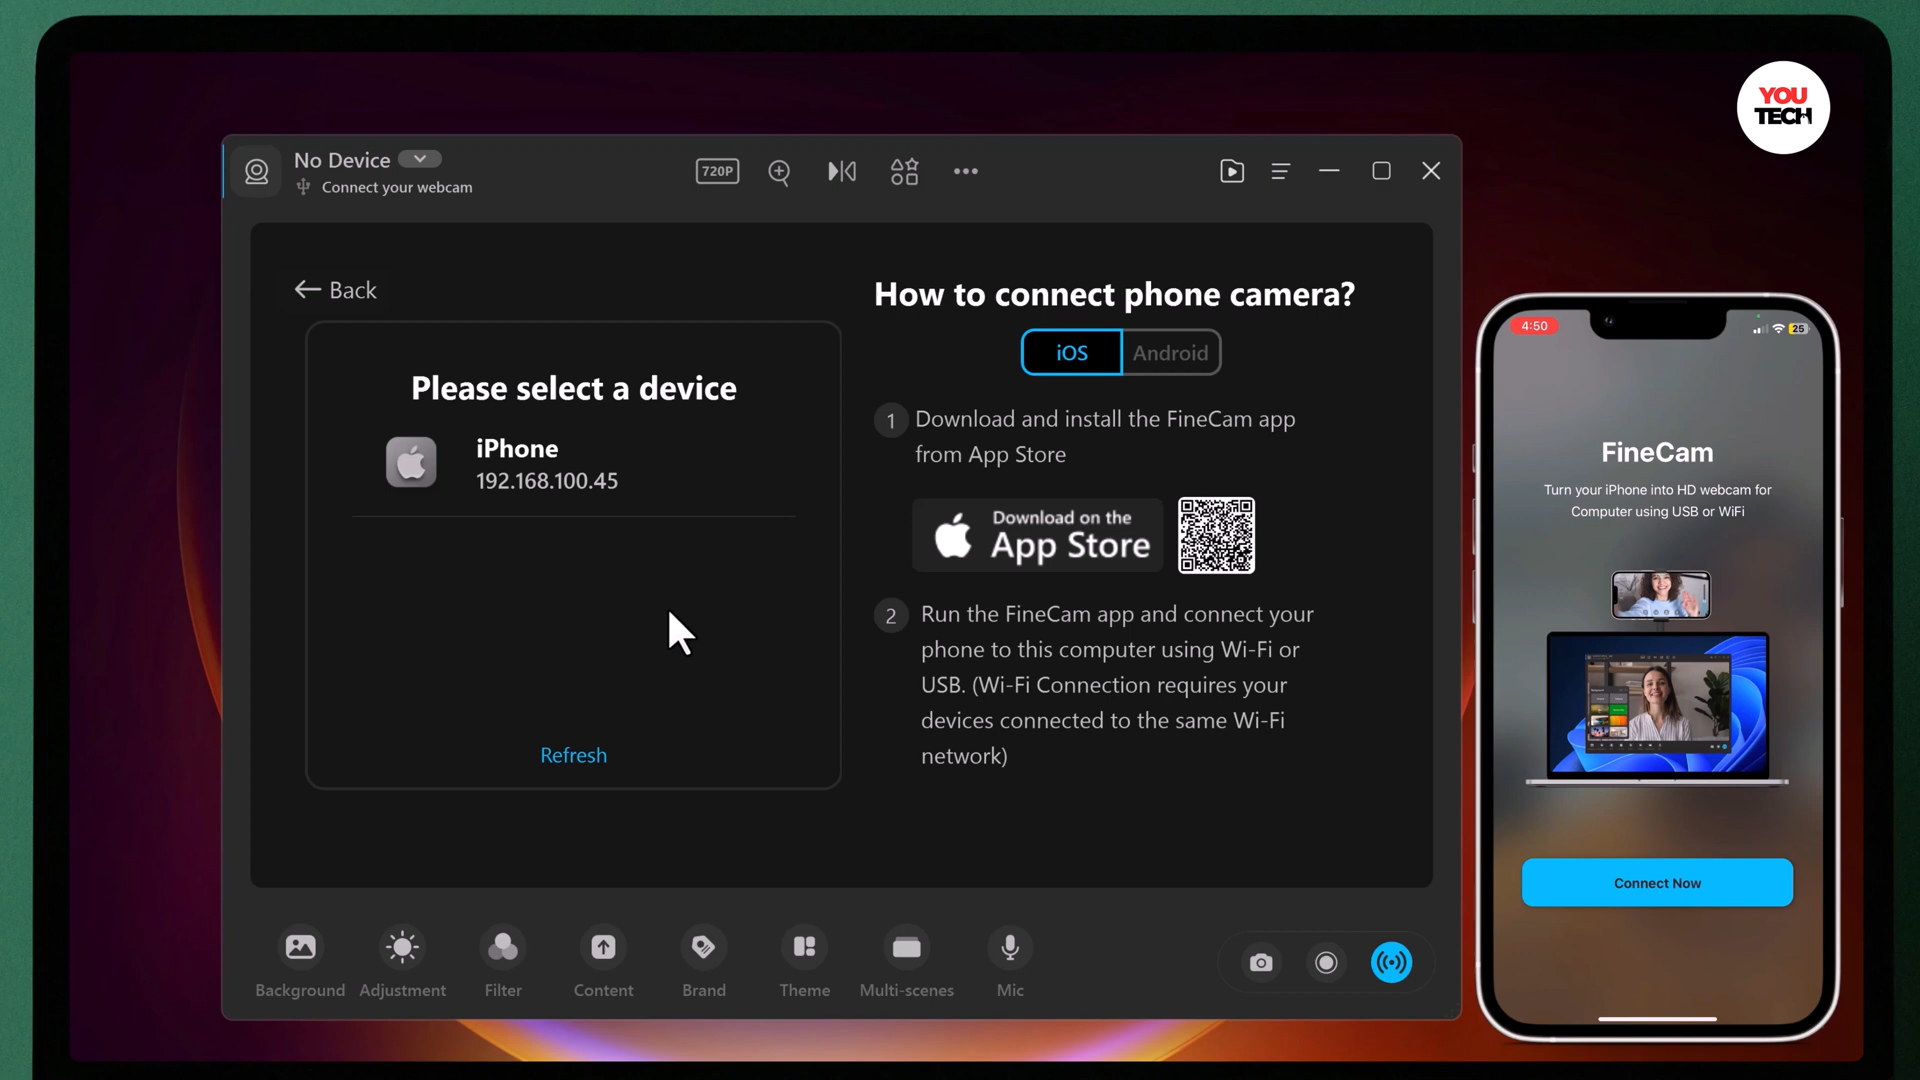 YOU
TECH
No Device
Connect your webcam
720P
Back
Please select a device
iPhone
192.168.100.45
Refresh
How to connect phone camera?
iOS
Android
1
Download and install the FineCam app
from App Store
Download on the
App Store
2
Run the FineCam app and connect your
phone to this computer using Wi-Fi or
USB. (Wi-Fi Connection requires your
devices connected to the same Wi-Fi
network)
Background
Adjustment
Filter
Content
Brand
Theme
Multi-scenes
Mic
4:50
25
FineCam
Turn your iPhone into HD webcam for
Computer using USB or WiFi
Connect Now